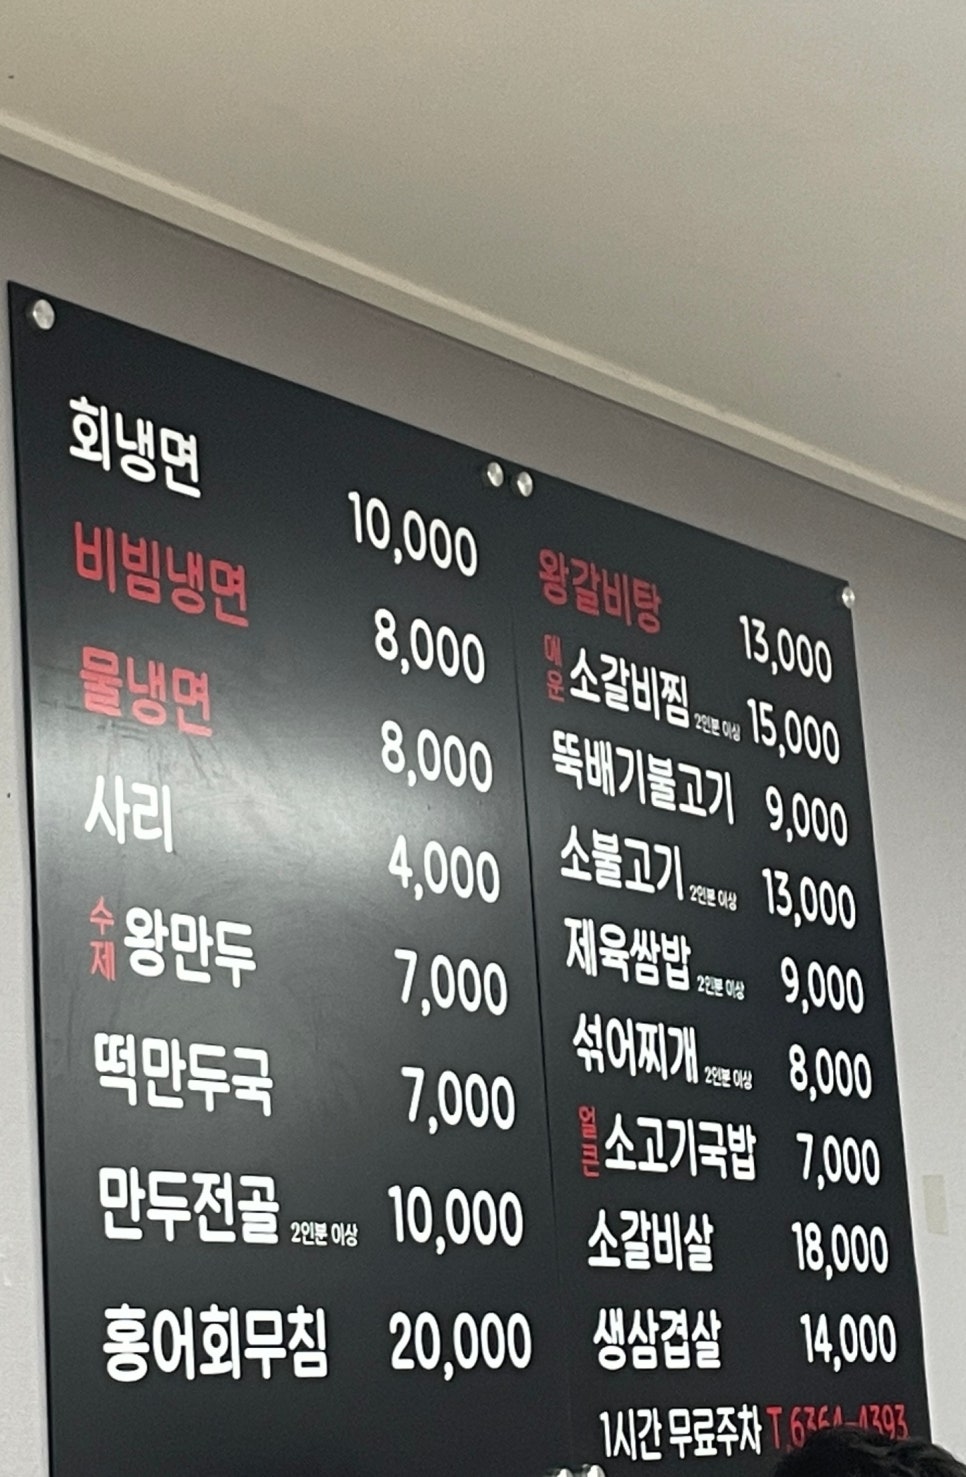 회냉면 10,000
비빔냉면 8,000
물냉면 8,000
사리 4,000
수제 왕만두 7,000
떡만두국 7,000
만두전골 2인분 이상 10,000
홍어회무침 20,000
왕갈비탕 13,000
매운 소갈비찜 2인분 이상 15,000
뚝배기불고기 9,000
소불고기 2인분 이상 13,000
제육쌈밥 2인분 이상 9,000
섞어찌개 2인분 이상 8,000
얼큰 소고기국밥 7,000
소갈비살 18,000
생삼겹살 14,000
1시간 무료주차 T.6364-4393